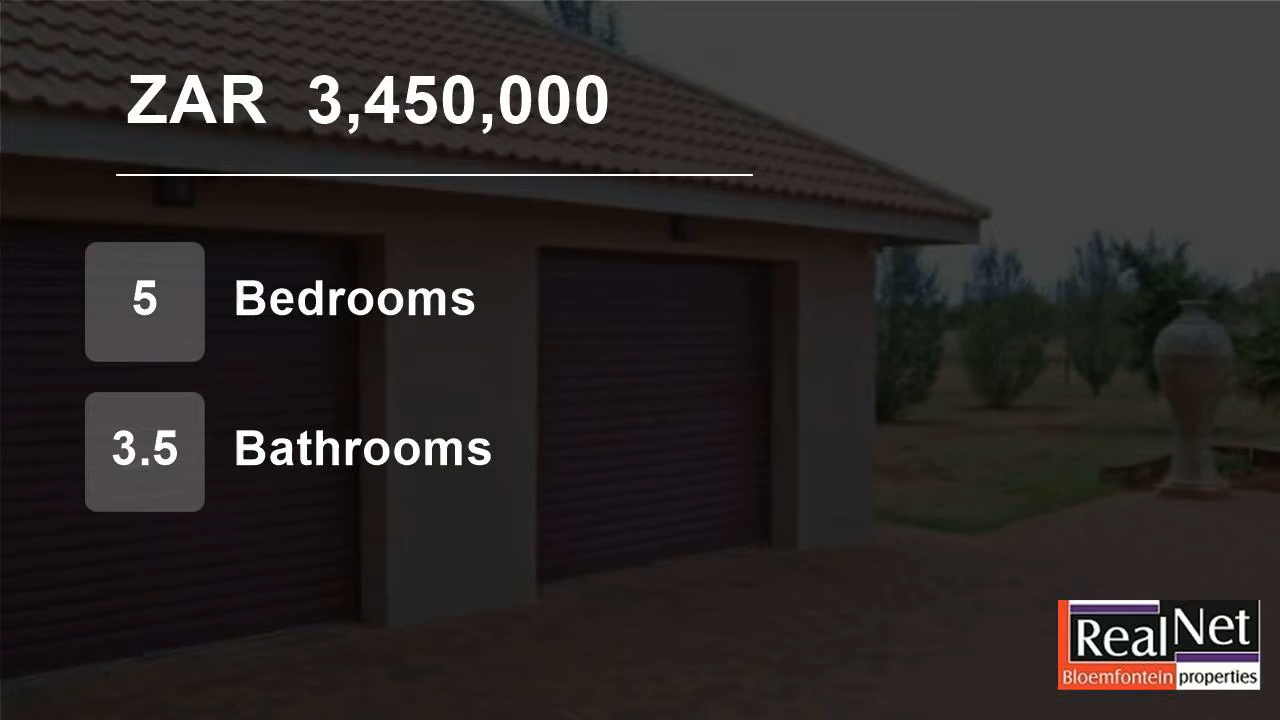 ZAR 3,450,000
5 Bedrooms
3.5 Bathrooms
RealNet
Bloemfontein properties